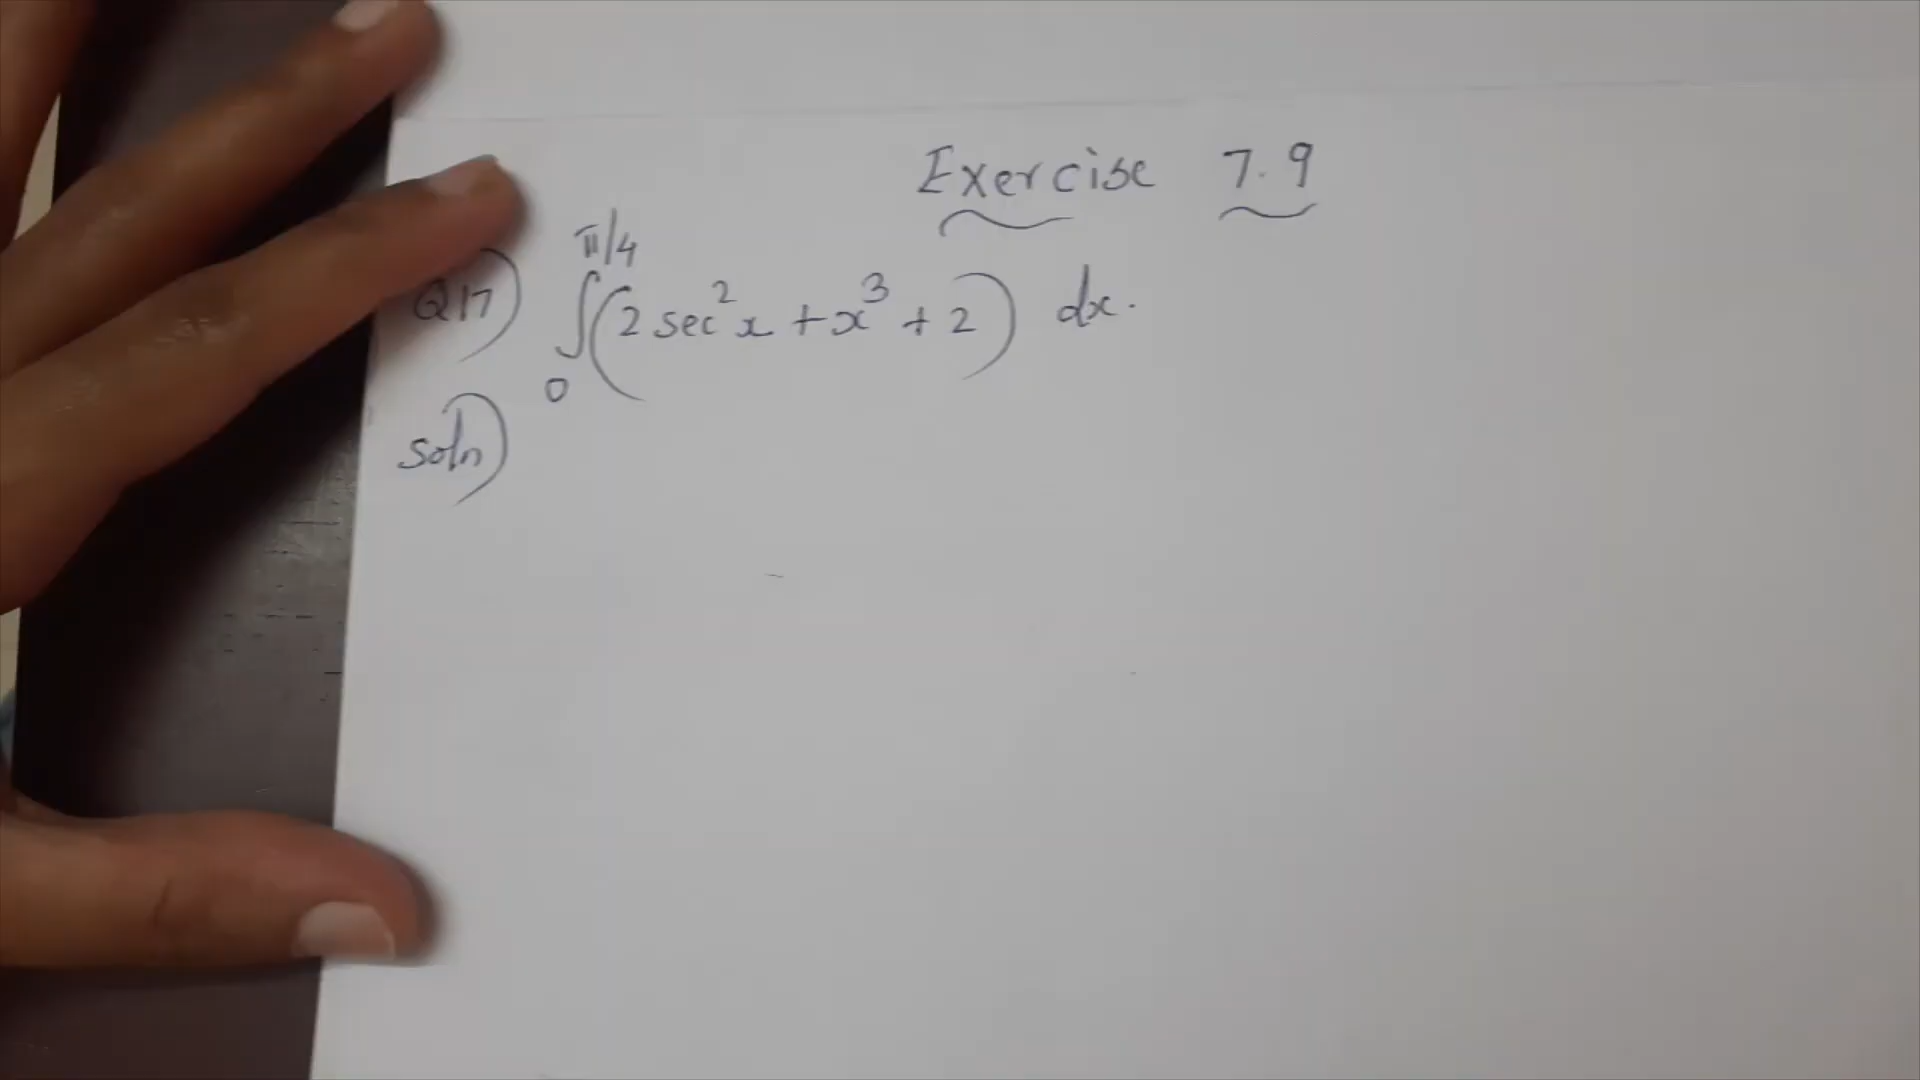 Exercise 7.9
Q17) ∫₀^π/4 (2 sec²x + x³ + 2) dx.
soln)